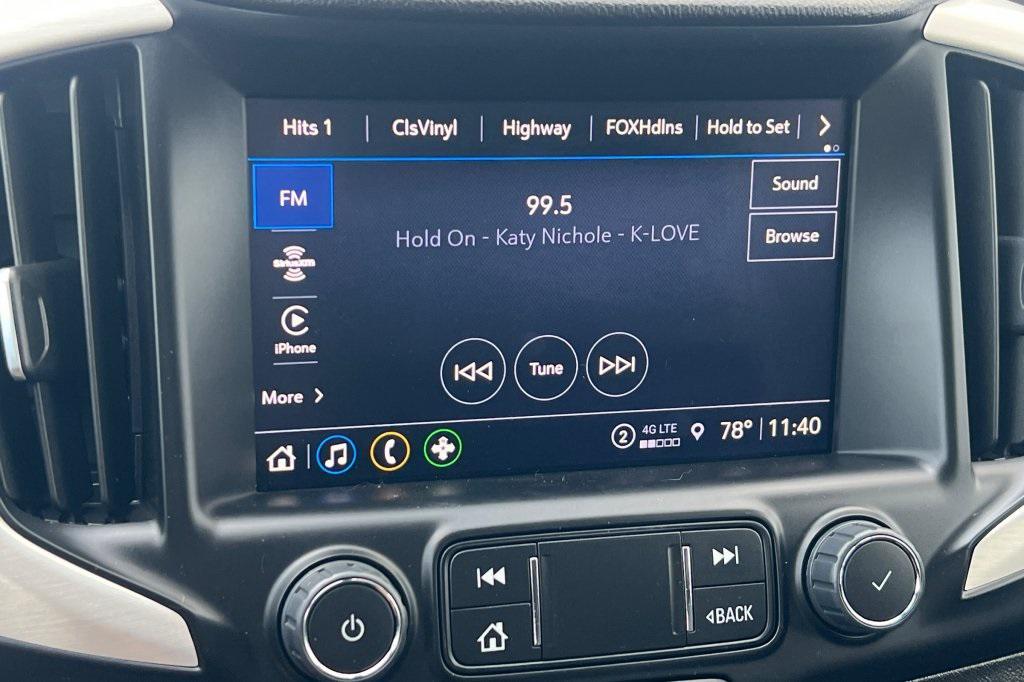 Hits 1 | ClsVinyl | Highway | FOXHdlns | Hold to Set |
FM
99.5
Hold On - Katy Nichole - K-LOVE
Sound
Browse
SiriusXM
iPhone
More
Tune
2 4G LTE 78° | 11:40
BACK